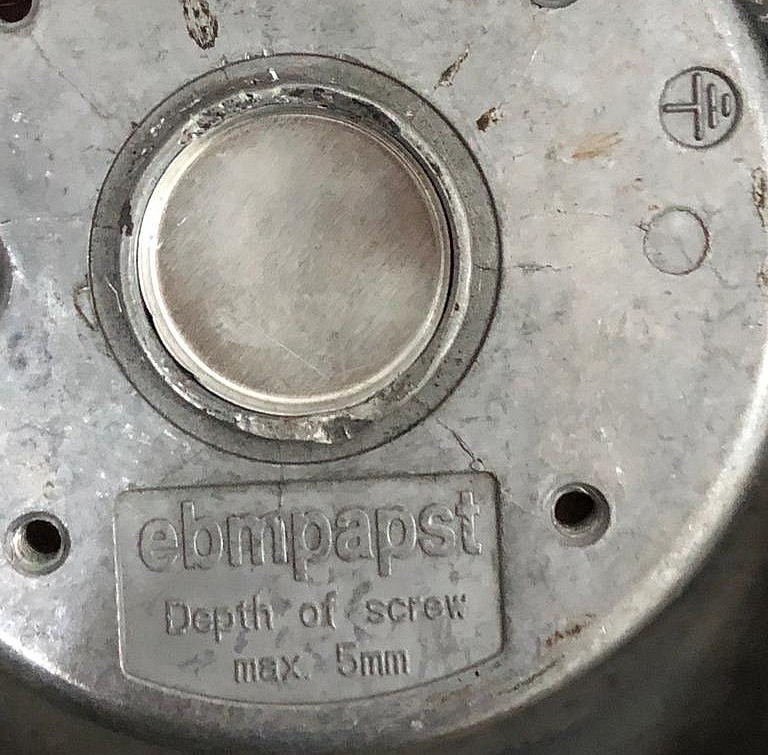 ebmpapst
Depth of screw
max. 5mm